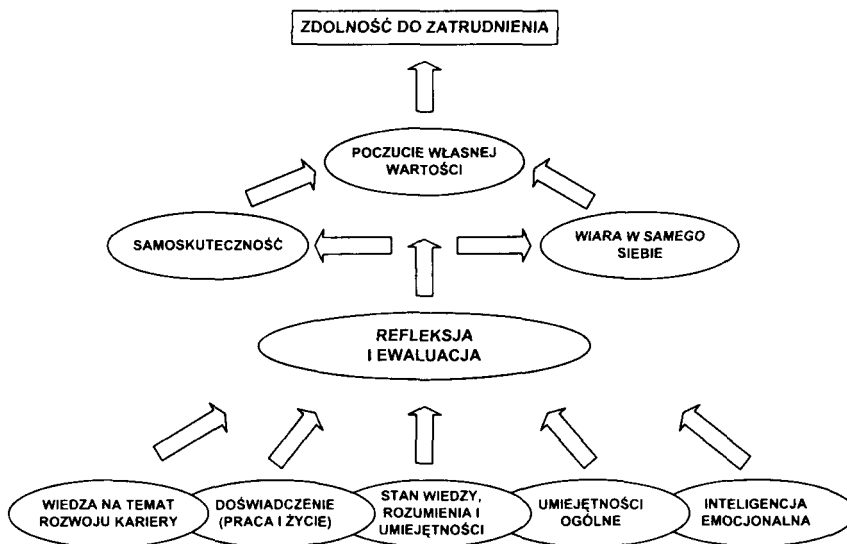 ZDOLNOŚĆ DO ZATRUDNIENIA
POCZUCIE WŁASNEJ
WARTOŚCI
SAMOSKUTECZNOŚĆ
WIARA W SAMEGO
SIEBIE
REFLEKSJA
I EWALUACJA
WIEDZA NA TEMAT
ROZWOJU KARIERY
DOŚWIADCZENIE
(PRACA I ŻYCIE)
STAN WIEDZY,
ROZUMIENIA I
UMIEJĘTNOŚCI
UMIEJĘTNOŚCI
OGÓLNE
INTELIGENCJA
EMOCJONALNA